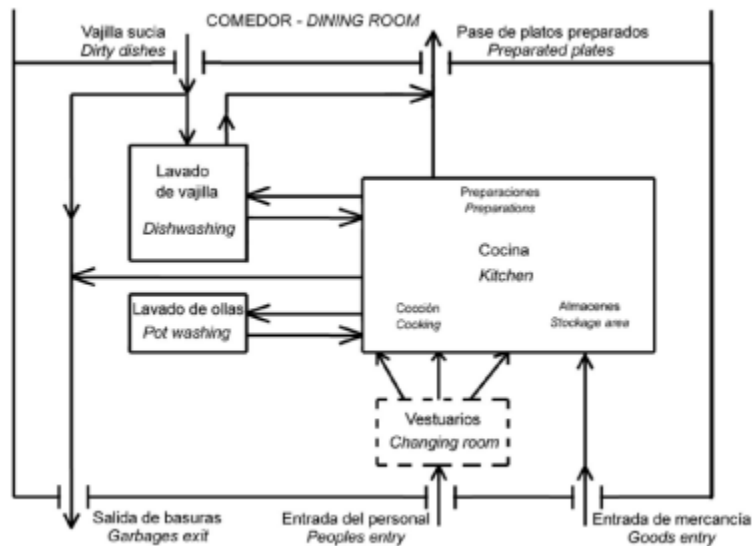 COMEDOR - DINING ROOM
Vajilla sucia
Dirty dishes
Pase de platos preparados
Preparated plates
Lavado
de vajilla
Dishwashing
Preparaciones
Preparations
Cocina
Kitchen
Lavado de ollas
Pot washing
Cocción
Cooking
Almacenes
Stockage area
Vestuarios
Changing room
Salida de basuras
Garbages exit
Entrada del personal
Peoples entry
Entrada de mercancía
Goods entry